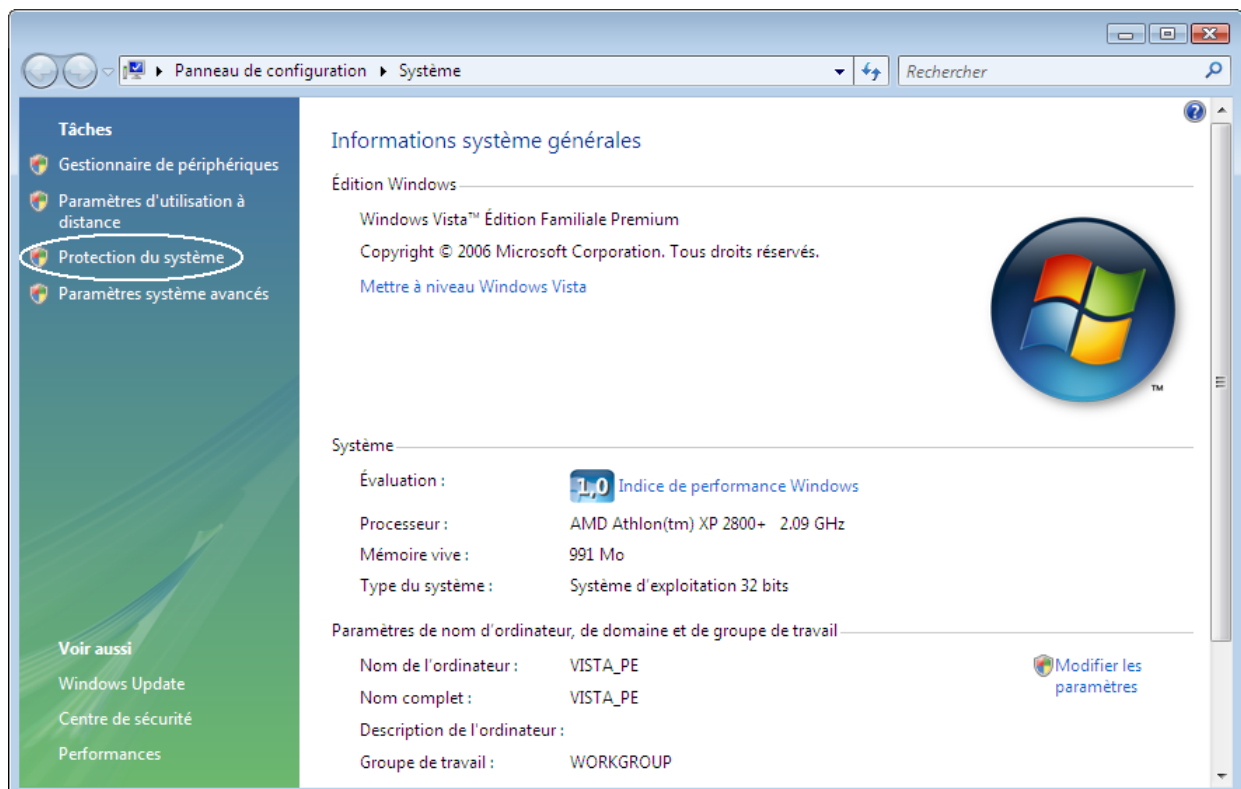 Panneau de configuration ▸ Système
Rechercher
Tâches
Gestionnaire de périphériques
Paramètres d'utilisation à
distance
Protection du système
Paramètres système avancés
Voir aussi
Windows Update
Centre de sécurité
Performances
Informations système générales
Édition Windows
Windows Vista™ Édition Familiale Premium
Copyright © 2006 Microsoft Corporation. Tous droits réservés.
Mettre à niveau Windows Vista
TM
Système
Évaluation :
1,0 Indice de performance Windows
Processeur : AMD Athlon(tm) XP 2800+ 2.09 GHz
Mémoire vive : 991 Mo
Type du système : Système d'exploitation 32 bits
Paramètres de nom d'ordinateur, de domaine et de groupe de travail
Nom de l'ordinateur : VISTA_PE
Modifier les
paramètres
Nom complet : VISTA_PE
Description de l'ordinateur :
Groupe de travail : WORKGROUP